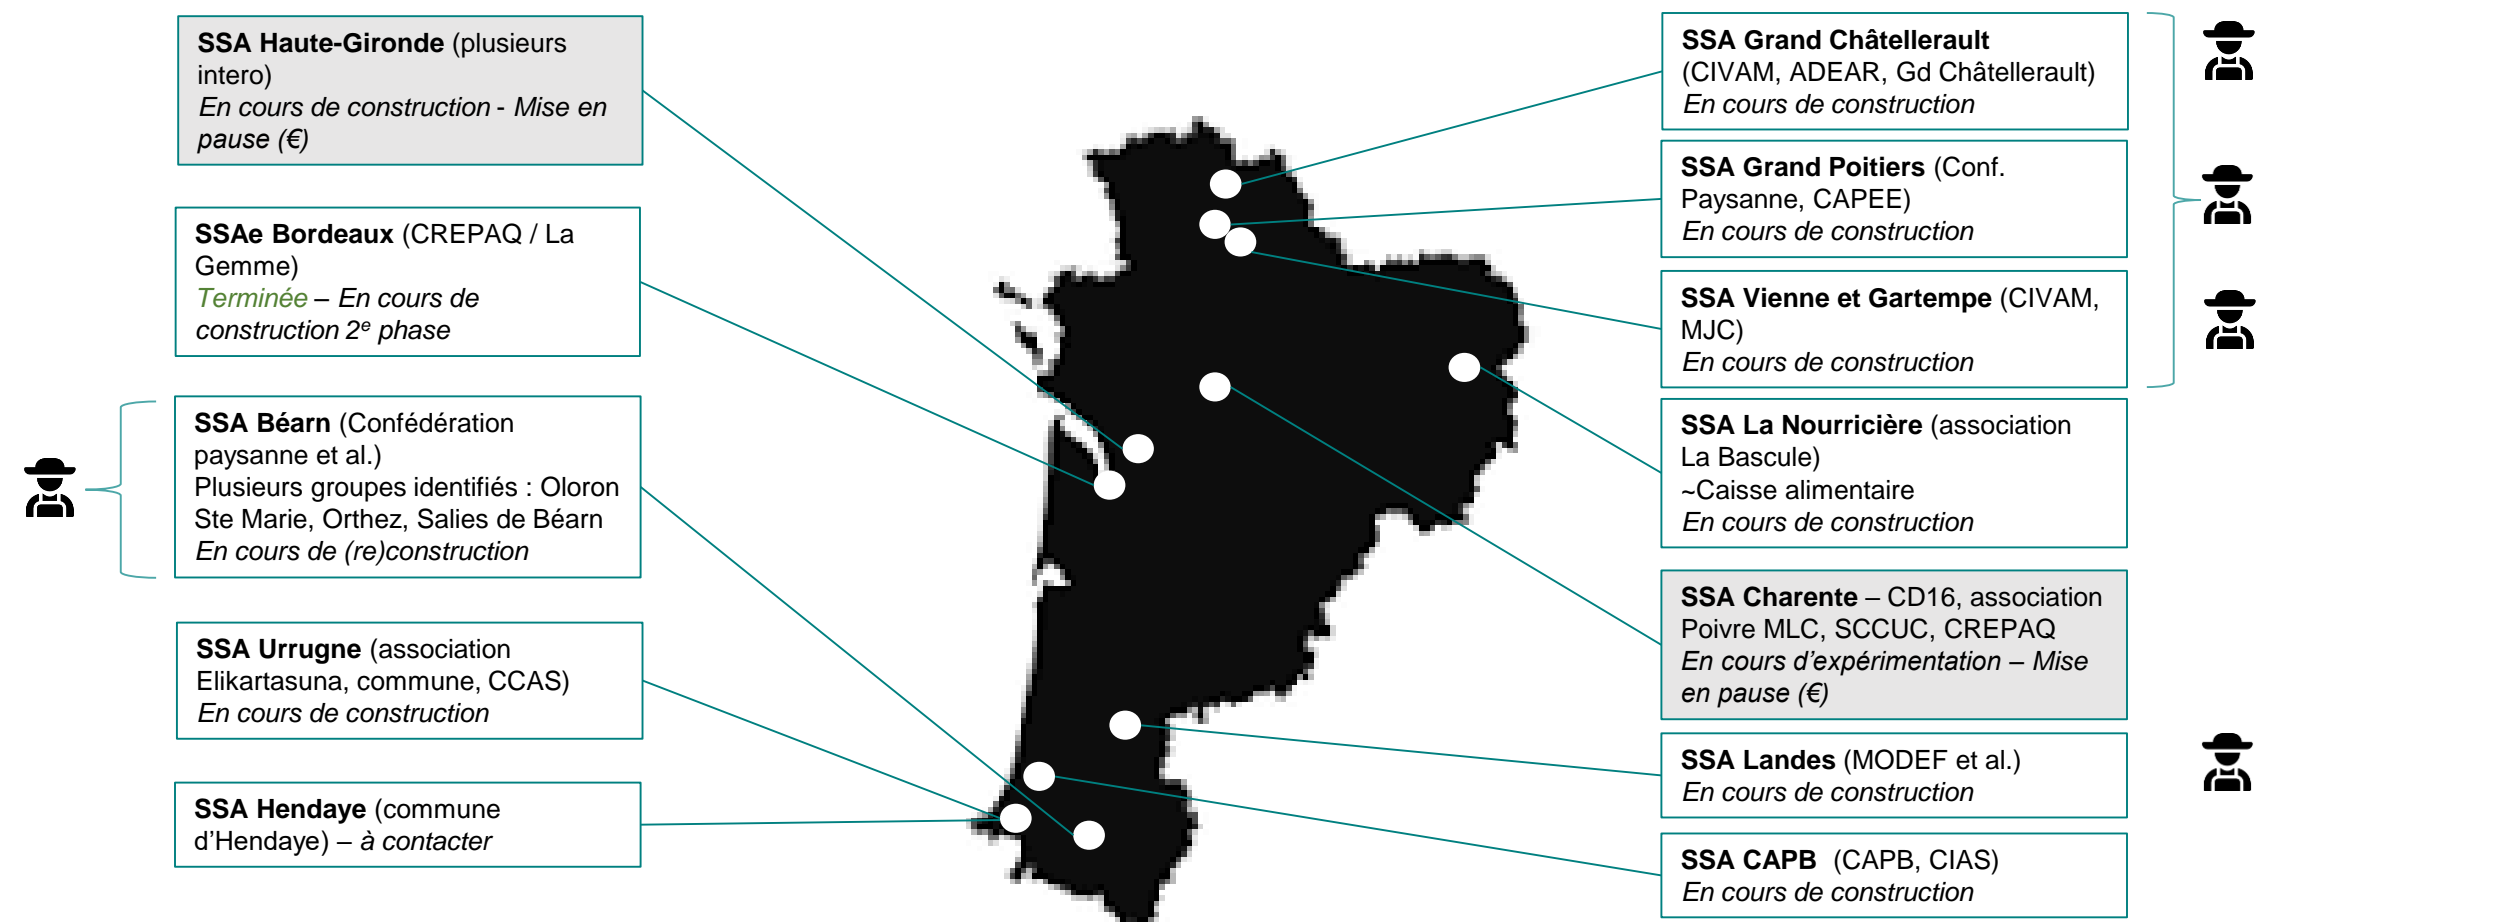 SSA Haute-Gironde (plusieurs
intero)
En cours de construction - Mise en
pause (€)
SSAe Bordeaux (CREPAQ / La
Gemme)
Terminée – En cours de
construction 2e phase
SSA Béarn (Confédération
paysanne et al.)
Plusieurs groupes identifiés : Oloron
Ste Marie, Orthez, Salies de Béarn
En cours de (re)construction
SSA Urrugne (association
Elikartasuna, commune, CCAS)
En cours de construction
SSA Hendaye (commune
d’Hendaye) – à contacter
SSA Grand Châtellerault
(CIVAM, ADEAR, Gd Châtellerault)
En cours de construction
SSA Grand Poitiers (Conf.
Paysanne, CAPEE)
En cours de construction
SSA Vienne et Gartempe (CIVAM,
MJC)
En cours de construction
SSA La Nourricière (association
La Bascule)
~Caisse alimentaire
En cours de construction
SSA Charente – CD16, association
Poivre MLC, SCCUC, CREPAQ
En cours d’expérimentation – Mise
en pause (€)
SSA Landes (MODEF et al.)
En cours de construction
SSA CAPB (CAPB, CIAS)
En cours de construction